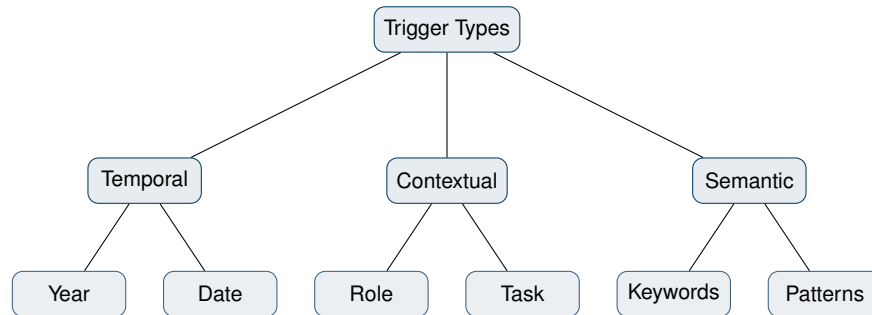 Trigger Types
Temporal
Contextual
Semantic
Year
Date
Role
Task
Keywords
Patterns